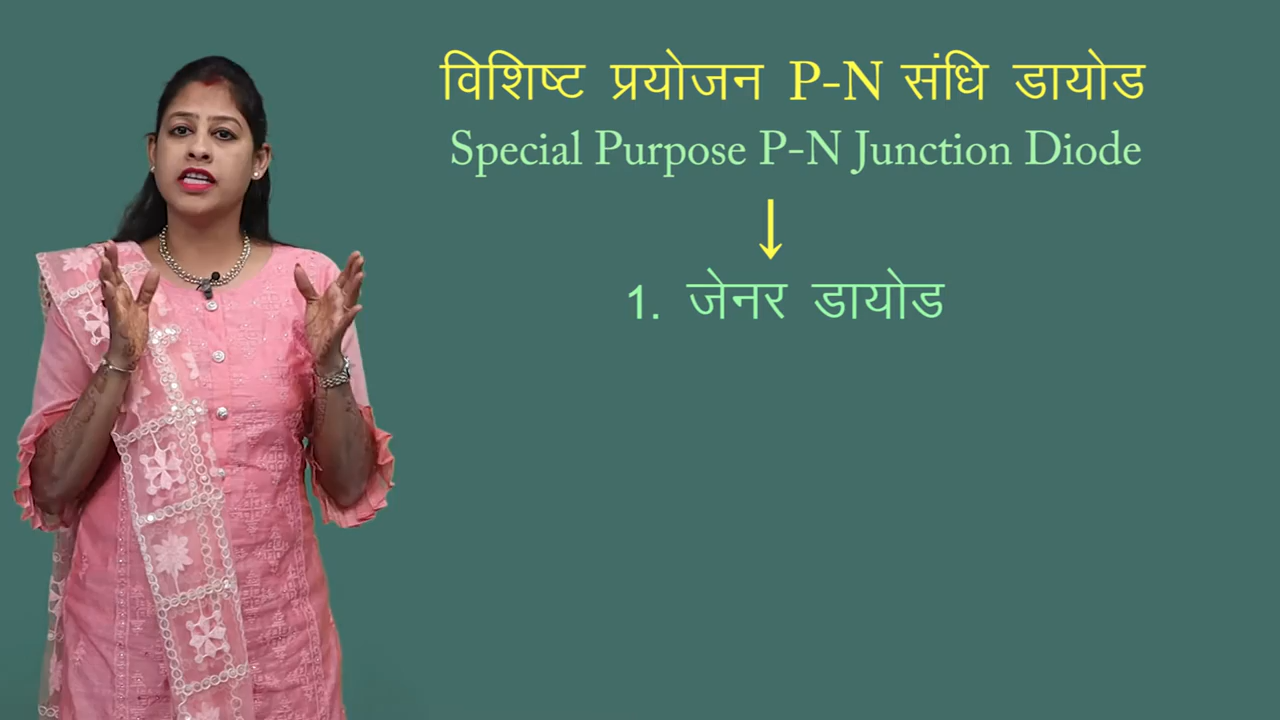 विशिष्ट प्रयोजन P-N संधि डायोड
Special Purpose P-N Junction Diode
↓
1. जेनर डायोड